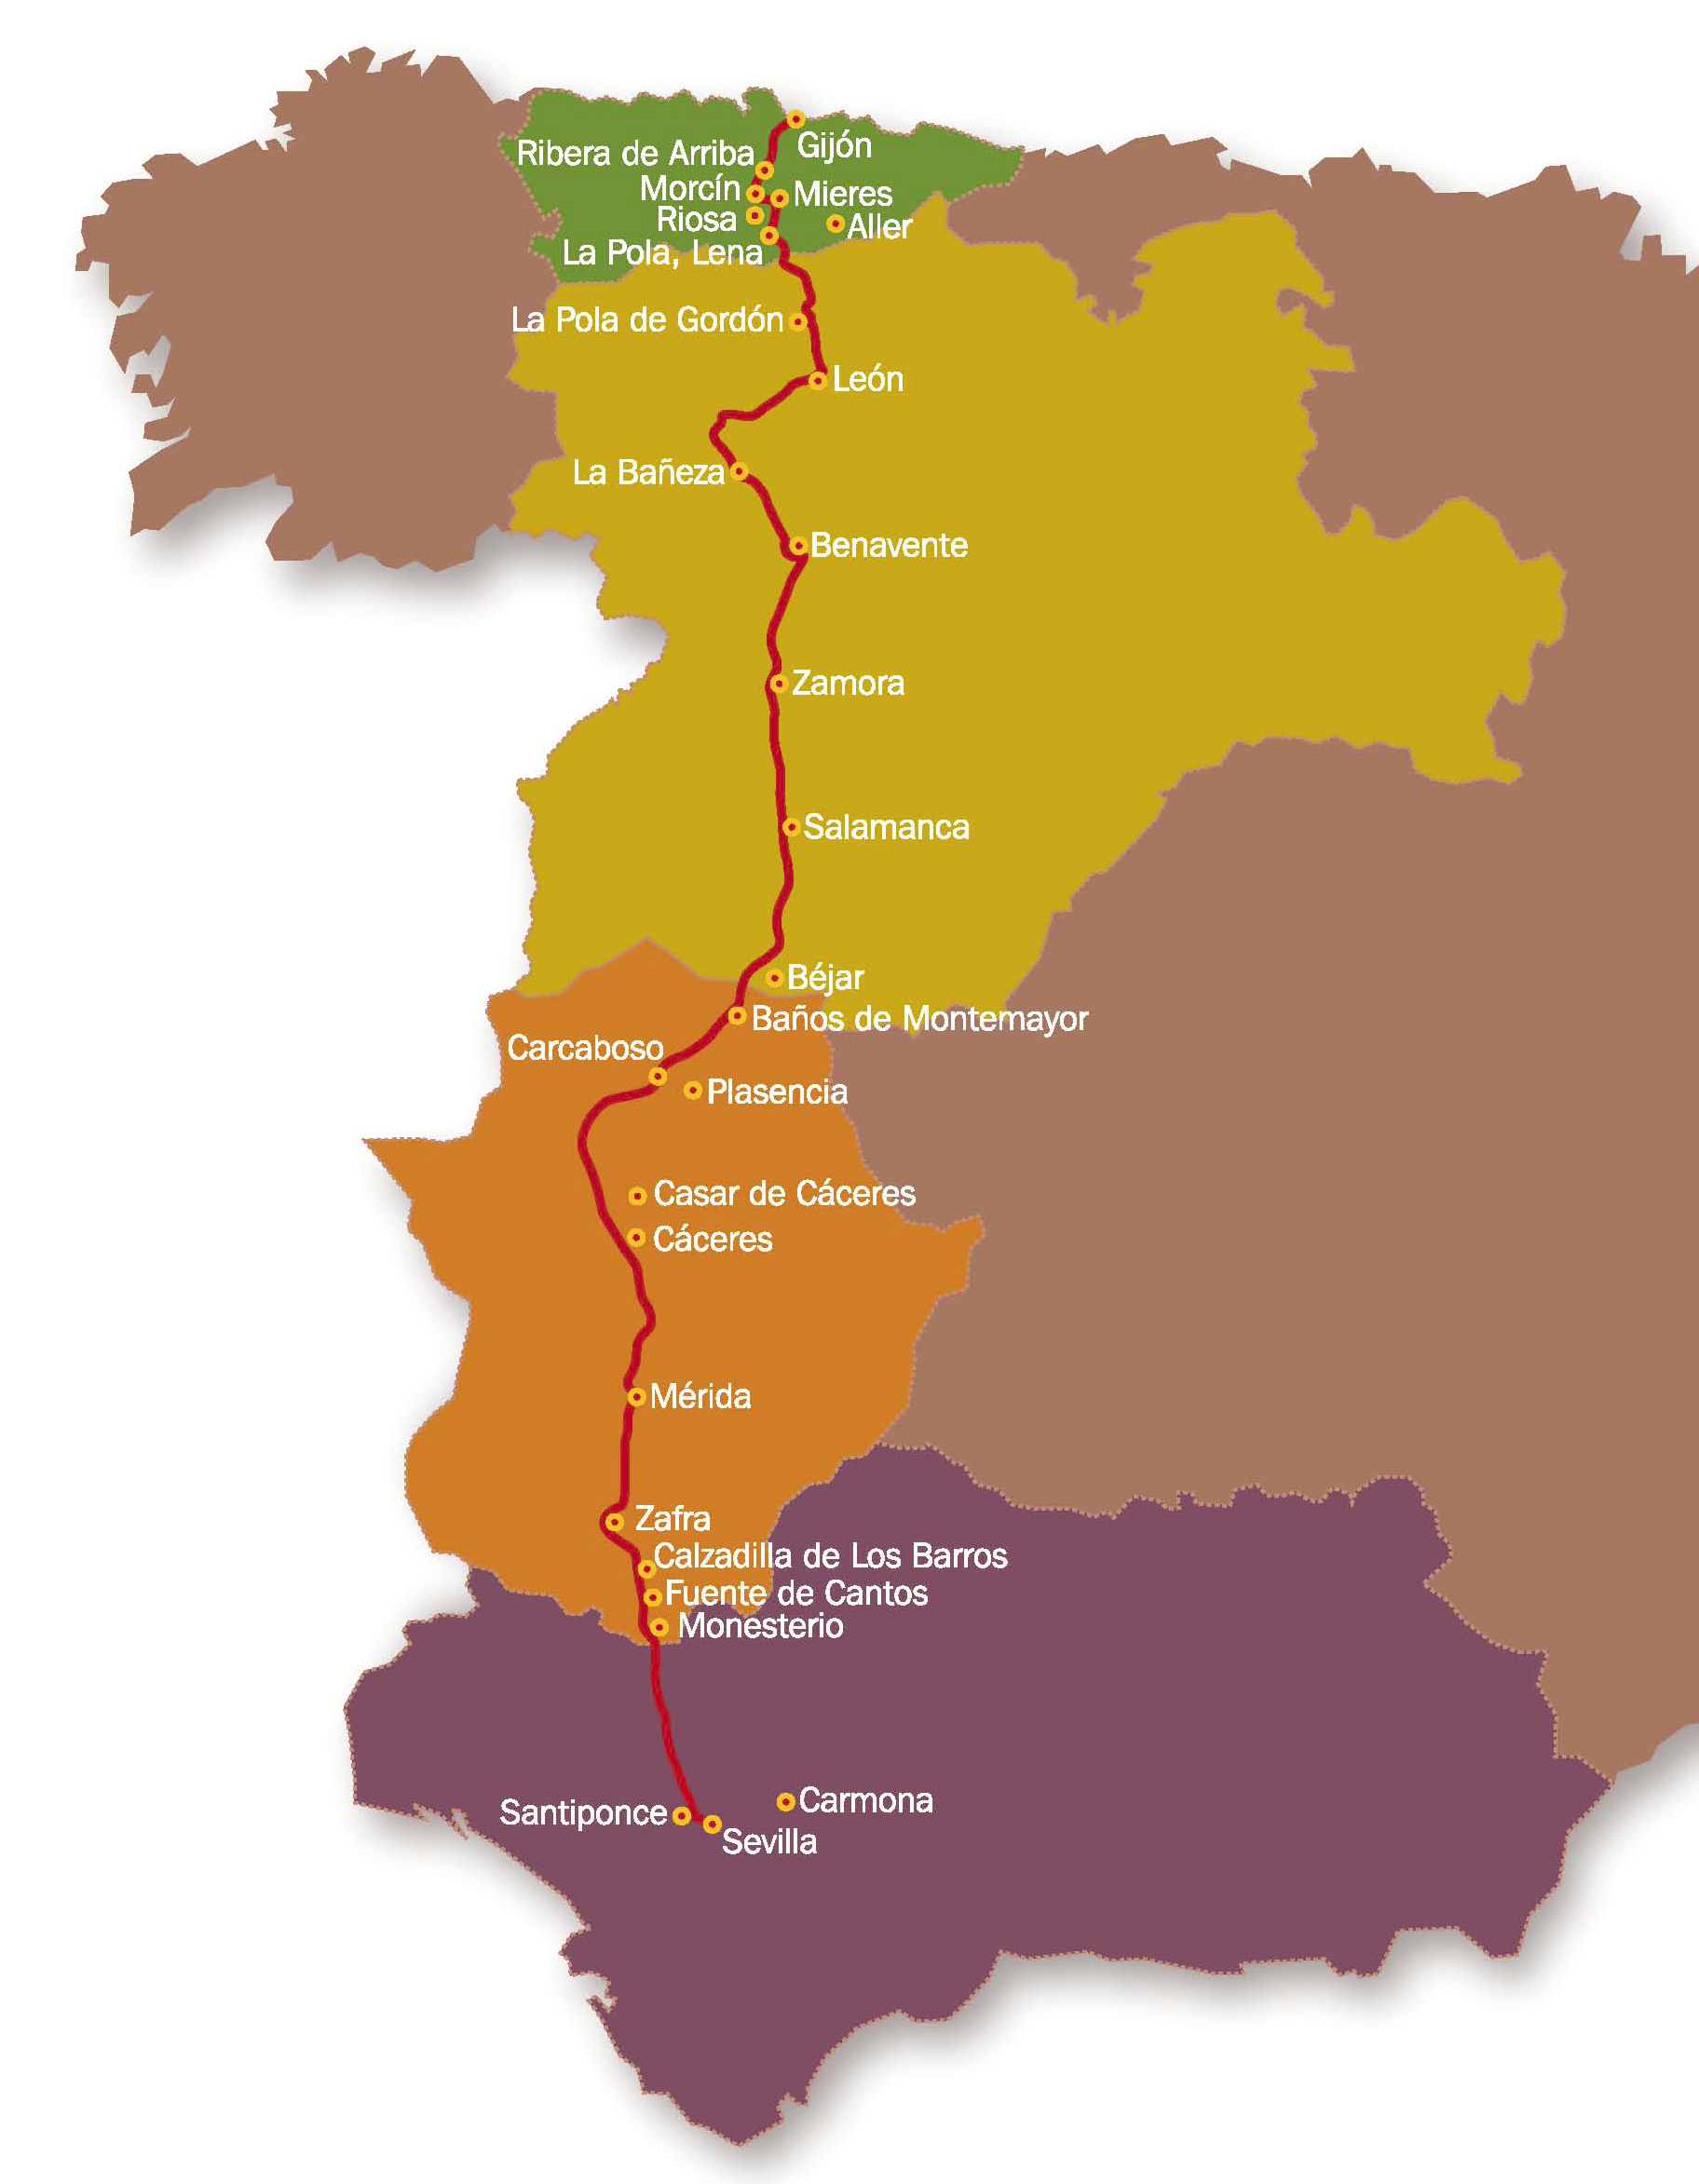 Gijón
Ribera de Arriba
Morcín
Mieres
Riosa
Aller
La Pola, Lena
La Pola de Gordón
León
La Bañeza
Benavente
Zamora
Salamanca
Béjar
Baños de Montemayor
Carcaboso
Plasencia
Casar de Cáceres
Cáceres
Mérida
Zafra
Calzadilla de Los Barros
Fuente de Cantos
Monesterio
Carmona
Santiponce
Sevilla